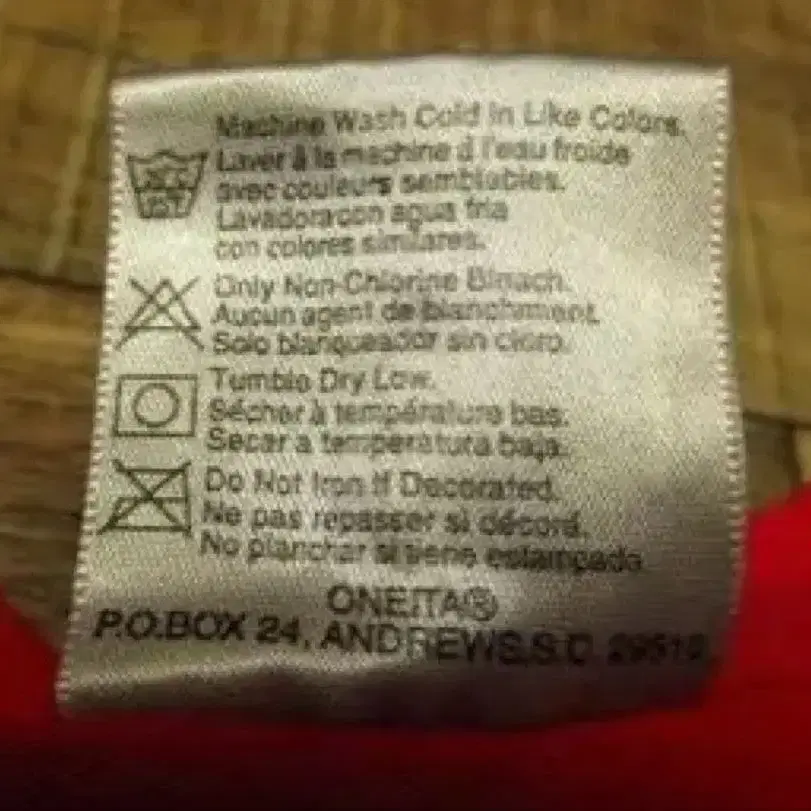 Machine Wash Cold In Like Colors.
Laver à la machine à l'eau froide
avec couleurs semblables.
Lavadora con agua fria
con colores similares.
Only Non-Chlorine Bleach.
Aucun agent de blanchiment.
Solo blanqueador sin cloro.
Tumble Dry Low.
Sécher à température bas.
Secar a temperatura baja.
Do Not Iron If Decorated.
Ne pas repasser si décoré.
No planchar si tiene estampado
ONEITA®
P.O.BOX 24, ANDREWS,S.C.